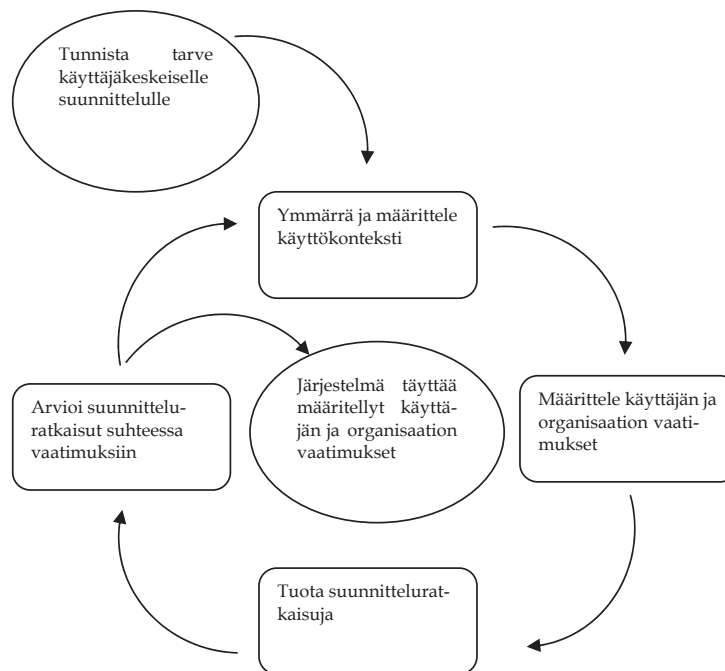 Tunnista tarve
käyttäjäkeskeiselle
suunnittelulle
Ymmärrä ja määrittele
käyttökonteksti
Määrittele käyttäjän ja
organisaation vaati-
mukset
Tuota suunnittelurat-
kaisuja
Arvioi suunnittelu-
ratkaisut suhteessa
vaatimuksiin
Järjestelmä täyttää
määritellyt käyttä-
jän ja organisaation
vaatimukset